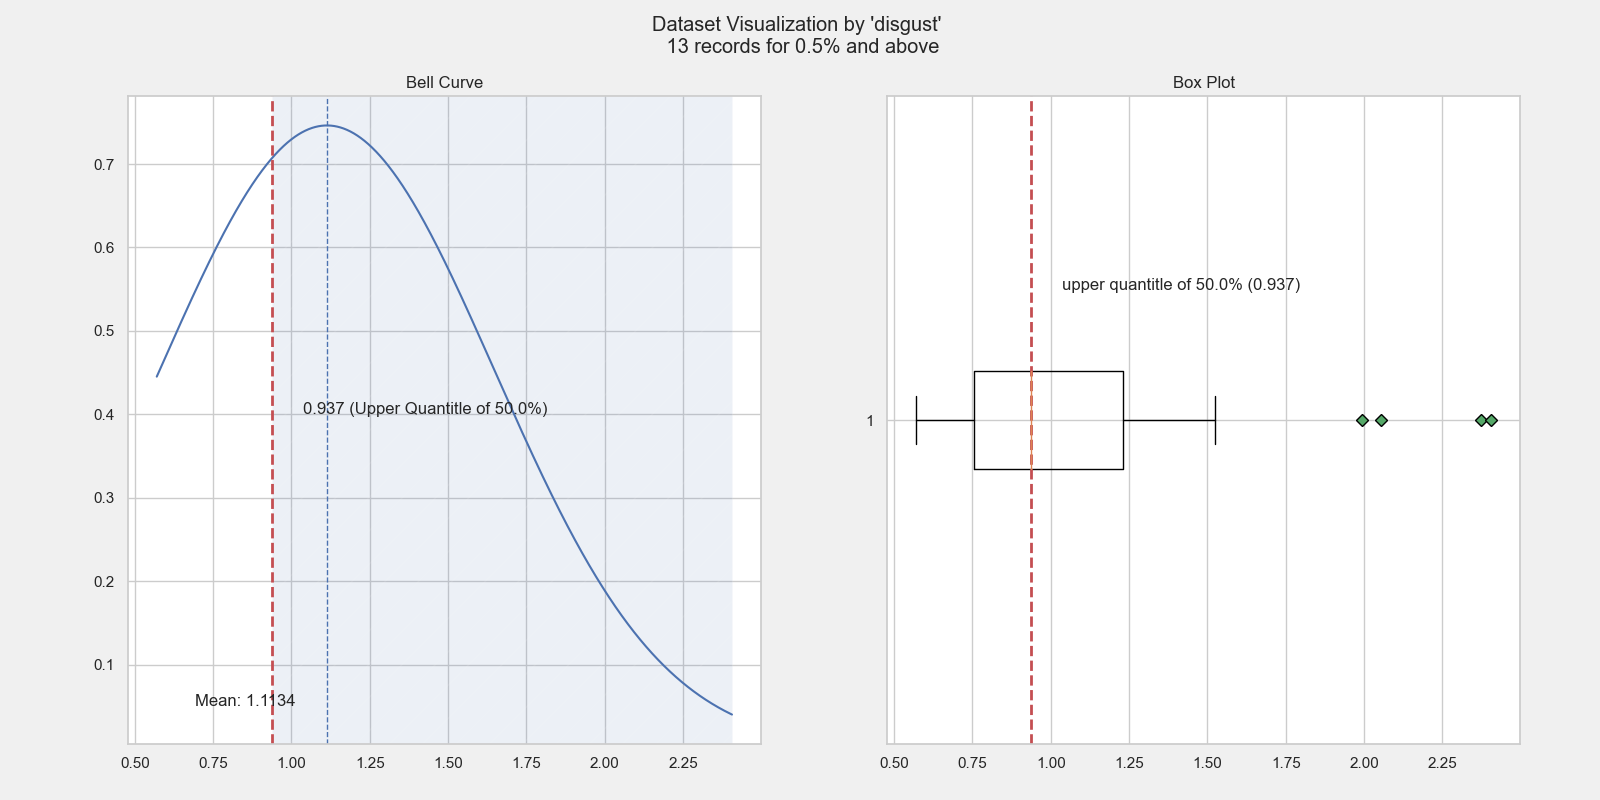 Dataset Visualization by 'disgust'
13 records for 0.5% and above
Bell Curve
0.7
0.6
0.5
0.4
0.3
0.2
0.1
0.937 (Upper Quantitle of 50.0%)
Mean: 1.1134
0.50 0.75 1.00 1.25 1.50 1.75 2.00 2.25
Box Plot
upper quantitle of 50.0% (0.937)
1
0.50 0.75 1.00 1.25 1.50 1.75 2.00 2.25